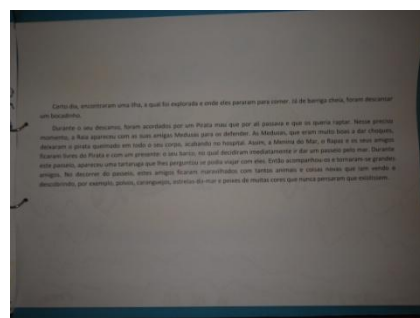 Certo dia, encontraram uma ilha, a qual foi explorada e onde eles pararam para comer. Já de barriga cheia, foram descansar
um bocadinho.
Durante o seu descanso, foram acordados por um Pirata mau que por ali passava e que os queria raptar. Nesse preciso
momento, a Raia apareceu com as suas amigas Medusas para os defender. As Medusas, que eram muito boas a dar choques,
deixaram o pirata queimado em todo o seu corpo, acabando no hospital. Assim, a Menina do Mar, o Rapaz e os seus amigos
ficaram livres do Pirata e com um presente: o seu barco, no qual decidiram imediatamente ir dar um passeio pelo mar. Durante
este passeio, apareceu uma tartaruga que lhes perguntou se podia viajar com eles. Então acompanhou-os e tornaram-se grandes
amigos. No decorrer do passeio, estes amigos ficaram maravilhados com tantos animais e coisas novas que iam vendo e
descobrindo, por exemplo, polvos, caranguejos, estrelas-do-mar e peixes de muitas cores que nunca pensaram que existissem.